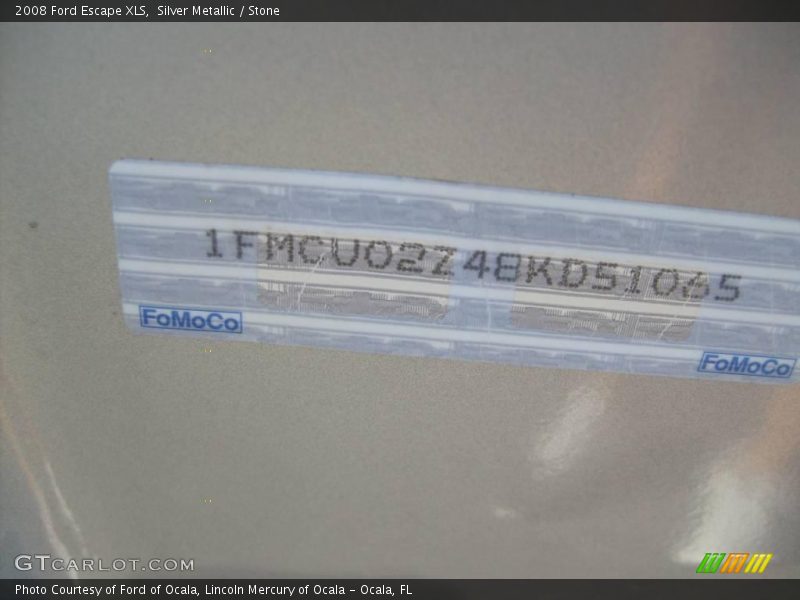 2008 Ford Escape XLS, Silver Metallic / Stone
1FMCU02Z48KD51065
FoMoCo
FoMoCo
GTCARLOT.COM
Photo Courtesy of Ford of Ocala, Lincoln Mercury of Ocala - Ocala, FL